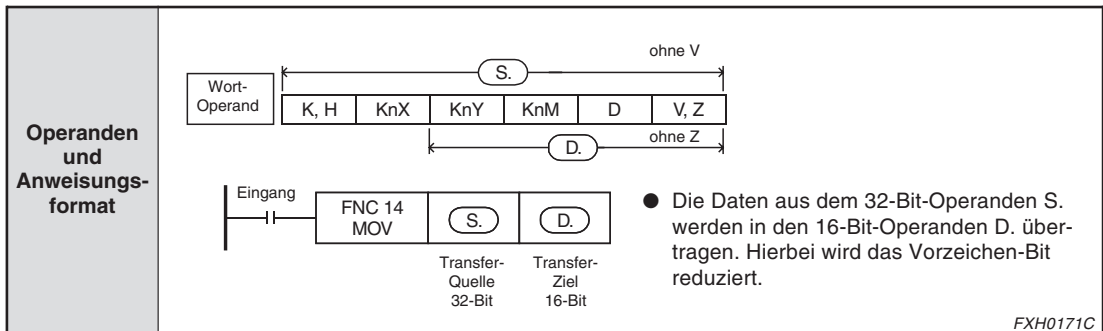 Operanden
und
Anweisungs-
format
ohne V
S.
Wort-
Operand
K, H KnX KnY KnM D V, Z
D.
ohne Z
Eingang
FNC 14
MOV
S.
D.
Transfer-
Quelle
32-Bit
Transfer-
Ziel
16-Bit
● Die Daten aus dem 32-Bit-Operanden S.
werden in den 16-Bit-Operanden D. über-
tragen. Hierbei wird das Vorzeichen-Bit
reduziert.
FXH0171C